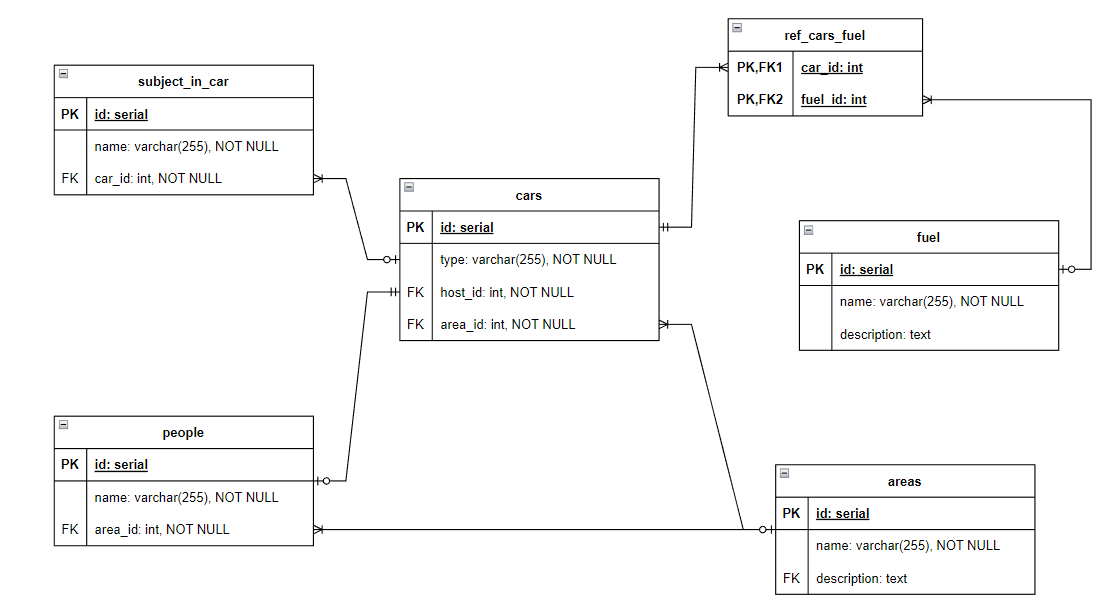 ref_cars_fuel
PK,FK1 car_id: int
PK,FK2 fuel_id: int
subject_in_car
PK id: serial
name: varchar(255), NOT NULL
FK car_id: int, NOT NULL
cars
PK id: serial
type: varchar(255), NOT NULL
FK host_id: int, NOT NULL
FK area_id: int, NOT NULL
fuel
PK id: serial
name: varchar(255), NOT NULL
description: text
people
PK id: serial
name: varchar(255), NOT NULL
FK area_id: int, NOT NULL
areas
PK id: serial
name: varchar(255), NOT NULL
FK description: text